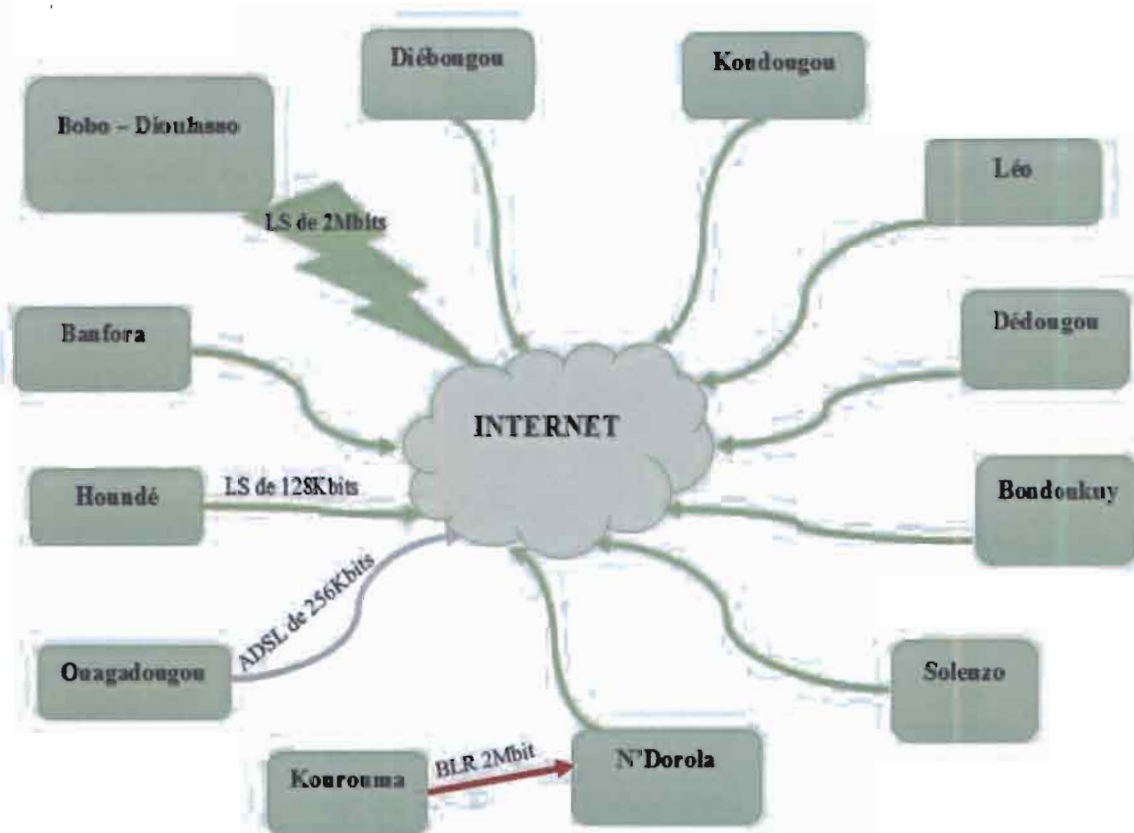 Diébougou
Koudougou
Bobo – Dioulasso
Léo
LS de 2Mbits
Dédougou
Banfora
INTERNET
Bondoukuy
Houndé
LS de 128Kbits
ADSL de 256Kbits
Ouagadougou
Solenzo
N'Dorola
BLR 2Mbit
Kourouma